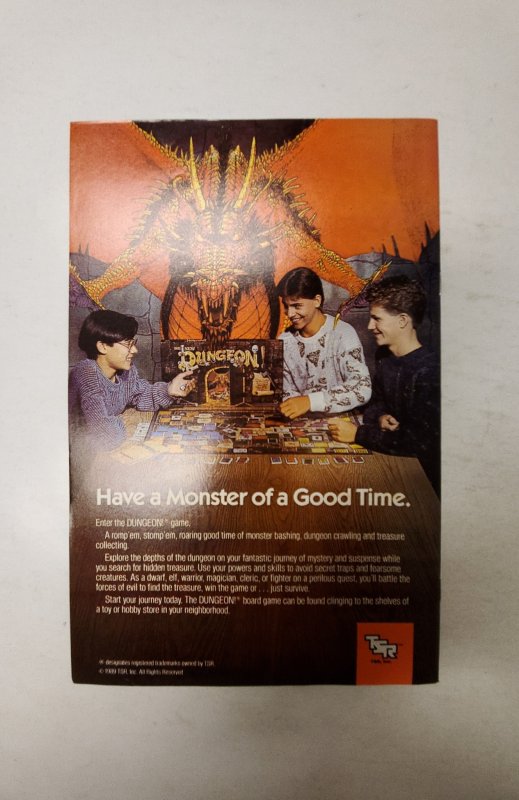 THE NEW
DUNGEON!
Have a Monster of a Good Time.
Enter the DUNGEON!™ game.
A romp'em, stomp'em, roaring good time of monster bashing, dungeon crawling and treasure
collecting.
Explore the depths of the dungeon on your fantastic journey of mystery and suspense while
you search for hidden treasure. Use your powers and skills to avoid secret traps and fearsome
creatures. As a dwarf, elf, warrior, magician, cleric, or fighter on a perilous quest, you'll battle the
forces of evil to find the treasure, win the game or . . . just survive.
Start your journey today. The DUNGEON!™ board game can be found clinging to the shelves of
a toy or hobby store in your neighborhood.
® designates registered trademarks owned by TSR.
© 1989 TSR, Inc. All Rights Reserved.
TSR™
TSR, Inc.